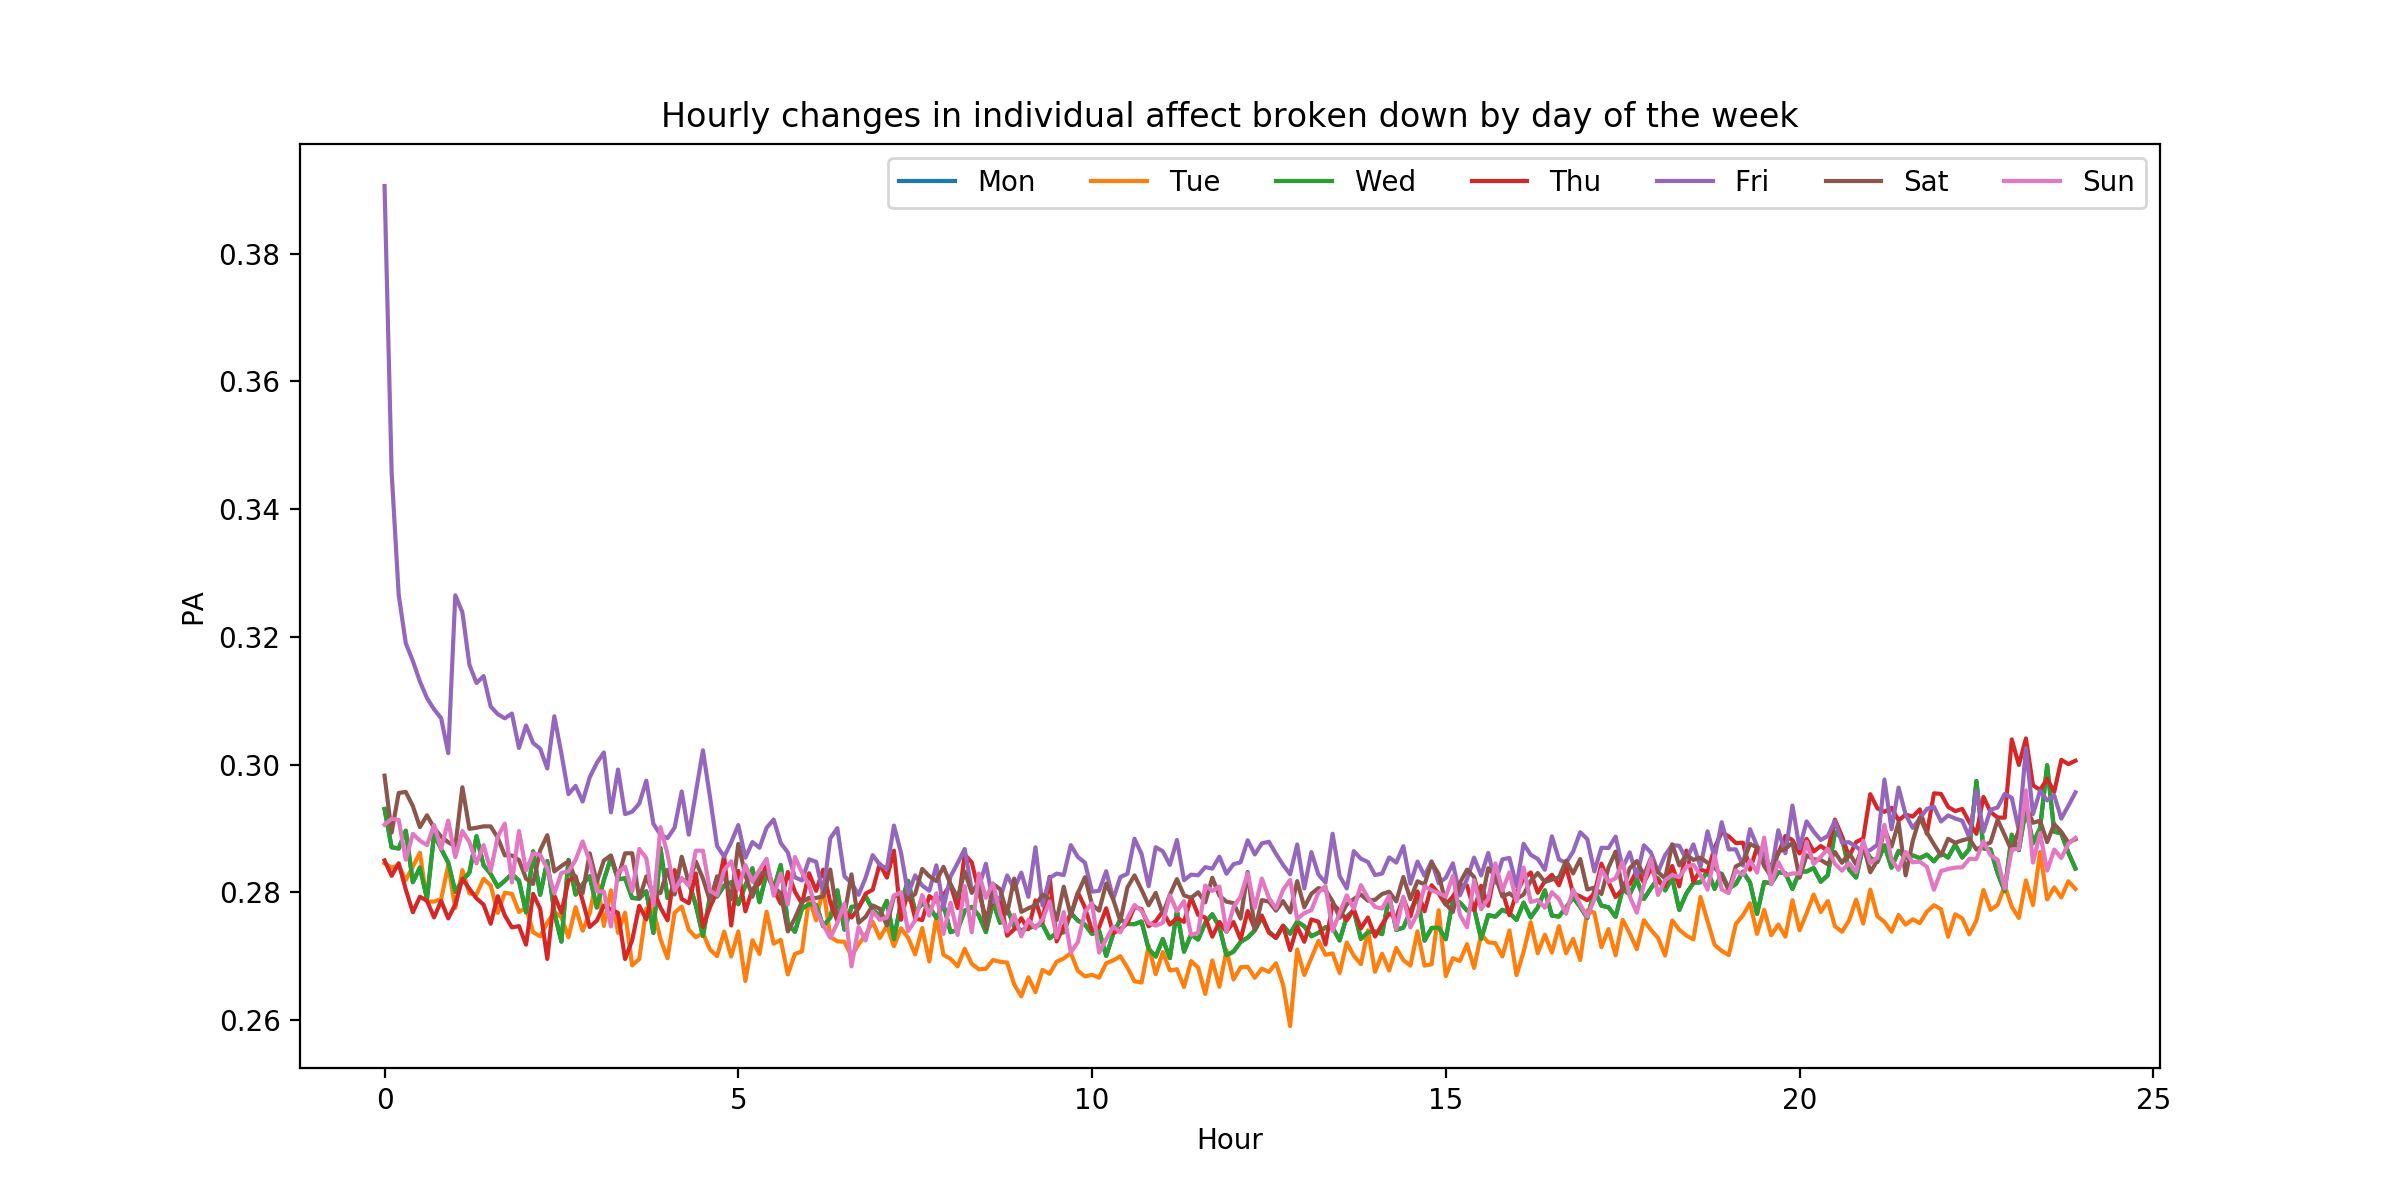 Hourly changes in individual affect broken down by day of the week
Mon Tue Wed Thu Fri Sat Sun
0.38
0.36
0.34
0.32
0.30
0.28
0.26
PA
0 5 10 15 20 25
Hour